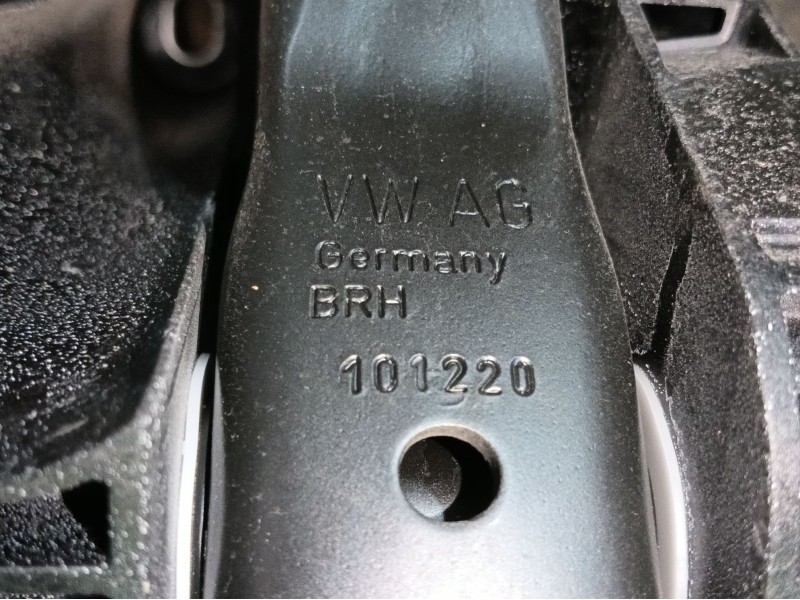 VW AG
Germany
BRH
101220